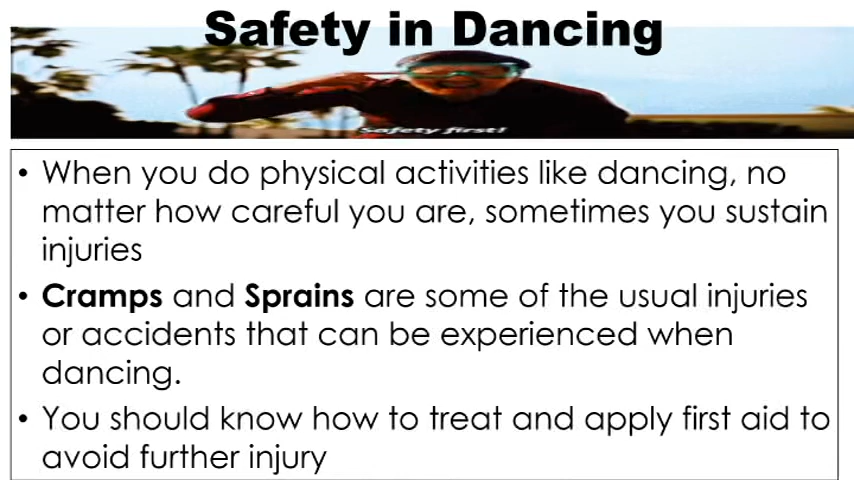 Safety in Dancing
Safety first!
• When you do physical activities like dancing, no
matter how careful you are, sometimes you sustain
injuries
• Cramps and Sprains are some of the usual injuries
or accidents that can be experienced when
dancing.
• You should know how to treat and apply first aid to
avoid further injury